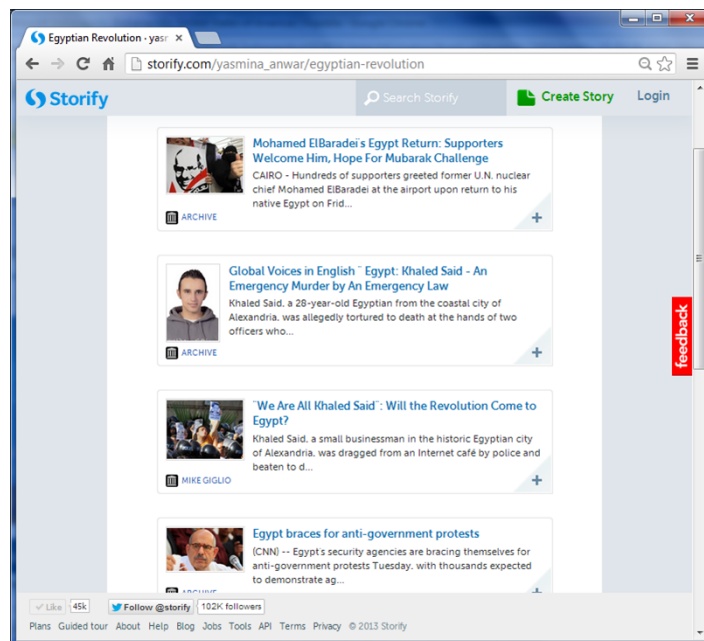 Egyptian Revolution · yasr
storify.com/yasmina_anwar/egyptian-revolution
Storify
Search Storify
Create Story
Login
Mohamed ElBaradei¨s Egypt Return: Supporters
Welcome Him, Hope For Mubarak Challenge
CAIRO - Hundreds of supporters greeted former U.N. nuclear
chief Mohamed ElBaradei at the airport upon return to his
native Egypt on Frid...
ARCHIVE
Global Voices in English ¨ Egypt: Khaled Said - An
Emergency Murder by An Emergency Law
Khaled Said, a 28-year-old Egyptian from the coastal city of
Alexandria, was allegedly tortured to death at the hands of two
officers who...
ARCHIVE
feedback
¨We Are All Khaled Said¨: Will the Revolution Come to
Egypt?
Khaled Said, a small businessman in the historic Egyptian city
of Alexandria, was dragged from an Internet café by police and
beaten to d...
MIKE GIGLIO
Egypt braces for anti-government protests
(CNN) -- Egypt's security agencies are bracing themselves for
anti-government protests Tuesday, with thousands expected
to demonstrate ag...
ARCHIVE
Like 45k Follow @storify 102K followers
Plans Guided tour About Help Blog Jobs Tools API Terms Privacy © 2013 Storify